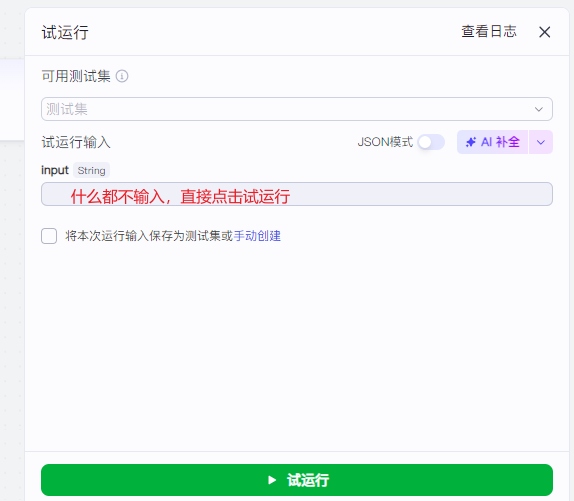 试运行 查看日志
可用测试集
测试集
试运行输入 JSON模式 AI 补全
input String
什么都不输入，直接点击试运行
将本次运行输入保存为测试集或手动创建
试运行